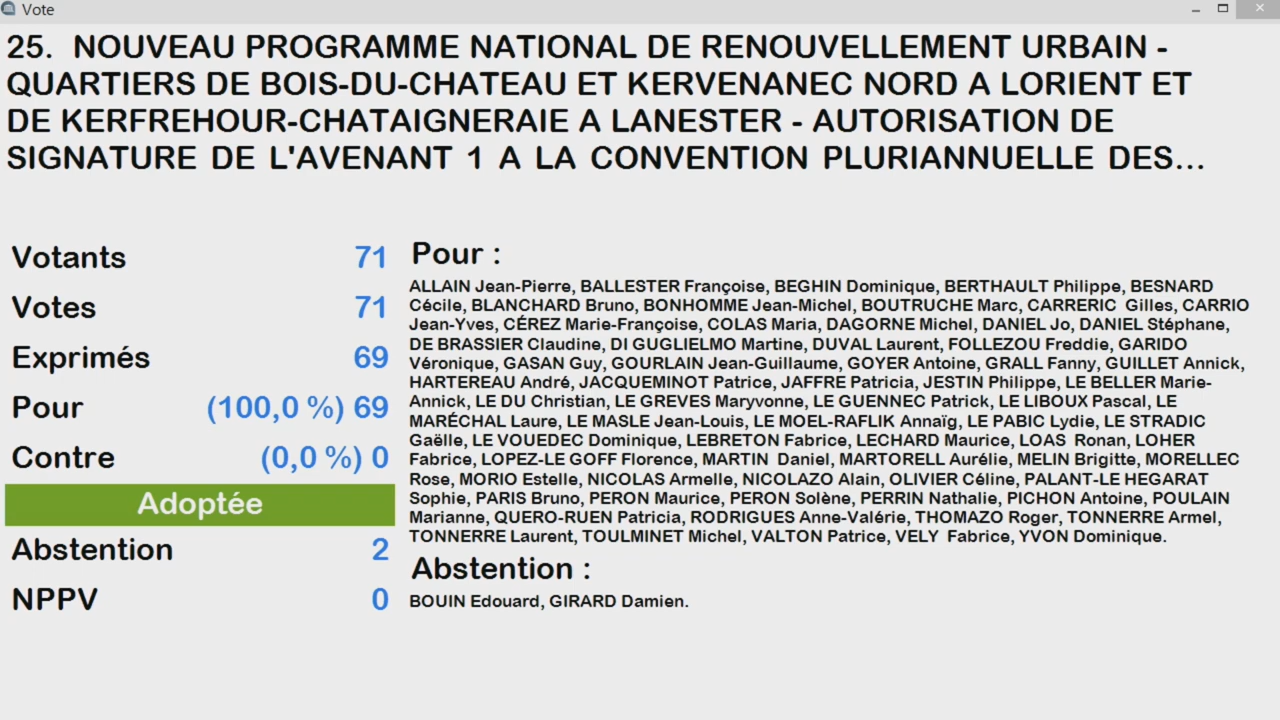 Vote
25. NOUVEAU PROGRAMME NATIONAL DE RENOUVELLEMENT URBAIN -
QUARTIERS DE BOIS-DU-CHATEAU ET KERVENANEC NORD A LORIENT ET
DE KERFREHOUR-CHATAIGNERAIE A LANESTER - AUTORISATION DE
SIGNATURE DE L'AVENANT 1 A LA CONVENTION PLURIANNUELLE DES...
Votants 71
Votes 71
Exprimés 69
Pour (100,0 %) 69
Contre (0,0 %) 0
Adoptée
Abstention 2
NPPV 0
Pour :
ALLAIN Jean-Pierre, BALLESTER Françoise, BEGHIN Dominique, BERTHAULT Philippe, BESNARD
Cécile, BLANCHARD Bruno, BONHOMME Jean-Michel, BOUTRUCHE Marc, CARRERIC Gilles, CARRIO
Jean-Yves, CÉREZ Marie-Françoise, COLAS Maria, DAGORNE Michel, DANIEL Jo, DANIEL Stéphane,
DE BRASSIER Claudine, DI GUGLIELMO Martine, DUVAL Laurent, FOLLEZOU Freddie, GARIDO
Véronique, GASAN Guy, GOURLAIN Jean-Guillaume, GOYER Antoine, GRALL Fanny, GUILLET Annick,
HARTEREAU André, JACQUEMINOT Patrice, JAFFRE Patricia, JESTIN Philippe, LE BELLER Marie-
Annick, LE DU Christian, LE GREVES Maryvonne, LE GUENNEC Patrick, LE LIBOUX Pascal, LE
MARÉCHAL Laure, LE MASLE Jean-Louis, LE MOEL-RAFLIK Annaïg, LE PABIC Lydie, LE STRADIC
Gaëlle, LE VOUEDEC Dominique, LEBRETON Fabrice, LECHARD Maurice, LOAS Ronan, LOHER
Fabrice, LOPEZ-LE GOFF Florence, MARTIN Daniel, MARTORELL Aurélie, MELIN Brigitte, MORELLEC
Rose, MORIO Estelle, NICOLAS Armelle, NICOLAZO Alain, OLIVIER Céline, PALANT-LE HEGARAT
Sophie, PARIS Bruno, PERON Maurice, PERON Solène, PERRIN Nathalie, PICHON Antoine, POULAIN
Marianne, QUERO-RUEN Patricia, RODRIGUES Anne-Valérie, THOMAZO Roger, TONNERRE Armel,
TONNERRE Laurent, TOULMINET Michel, VALTON Patrice, VELY Fabrice, YVON Dominique.
Abstention :
BOUIN Edouard, GIRARD Damien.